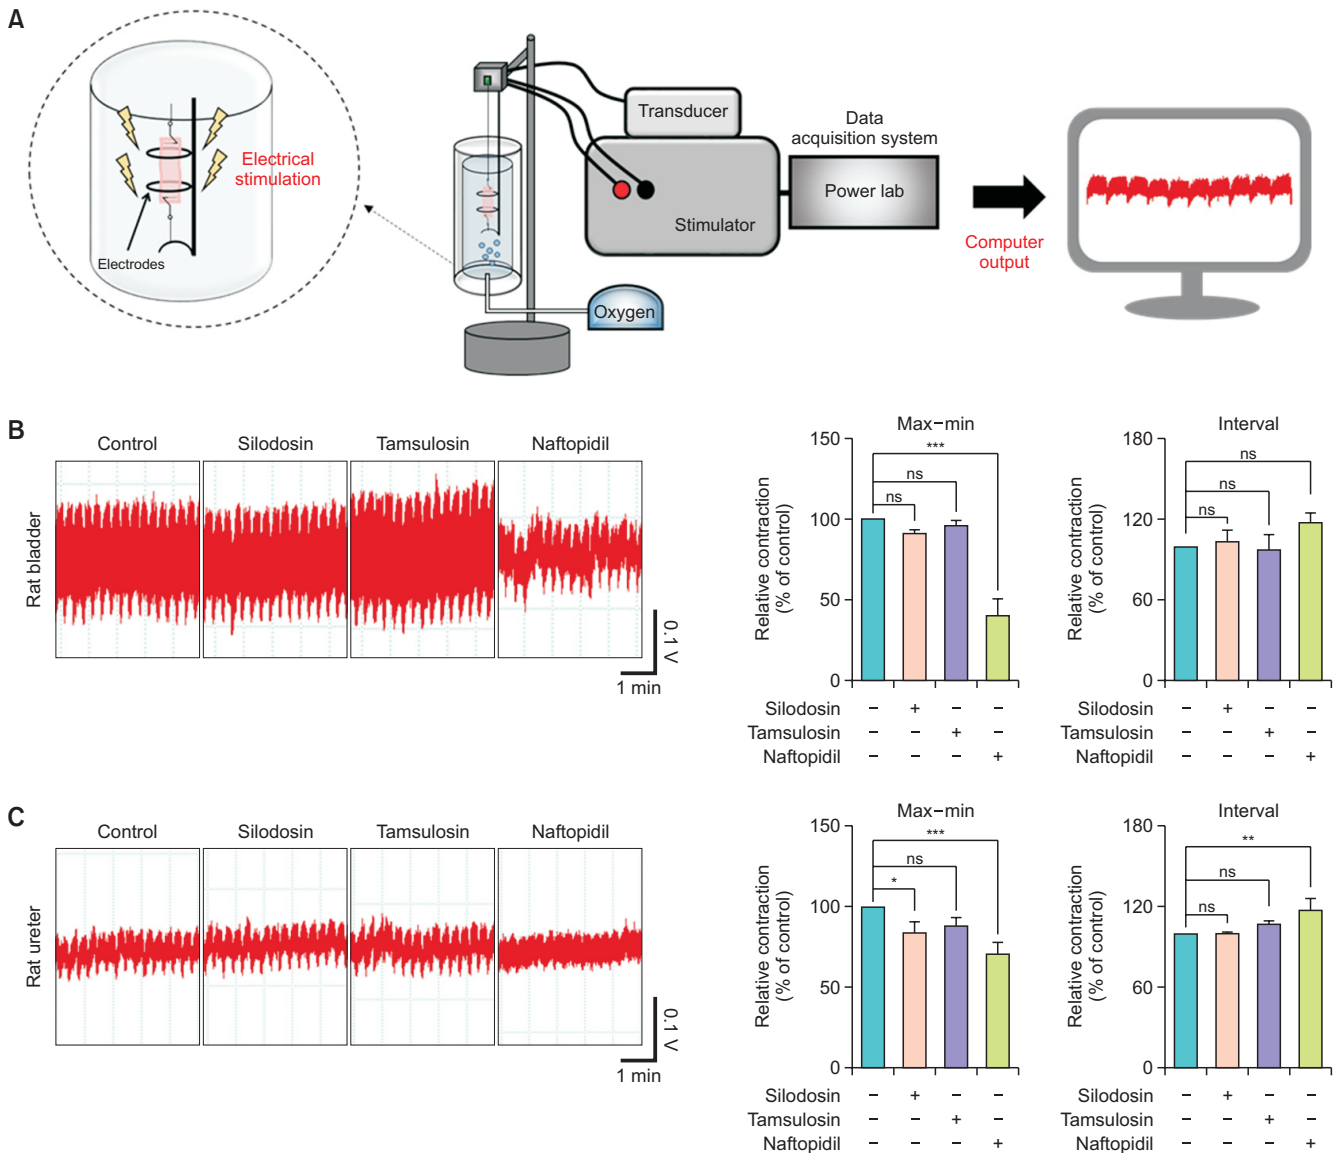 A
Electrical
stimulation
Electrodes
Transducer
Stimulator
Data
acquisition system
Power lab
Oxygen
Computer
output
B
Control Silodosin Tamsulosin Naftopidil
Rat bladder
0.1 V
1 min
Max–min
Relative contraction
(% of control)
150
100
50
0
***
ns
ns
Silodosin – + – –
Tamsulosin – – + –
Naftopidil – – – +
Interval
Relative contraction
(% of control)
180
120
60
0
ns
ns
ns
Silodosin – + – –
Tamsulosin – – + –
Naftopidil – – – +
C
Control Silodosin Tamsulosin Naftopidil
Rat ureter
0.1 V
1 min
Max–min
Relative contraction
(% of control)
150
100
50
0
***
ns
*
Silodosin – + – –
Tamsulosin – – + –
Naftopidil – – – +
Interval
Relative contraction
(% of control)
180
120
60
0
**
ns
ns
Silodosin – + – –
Tamsulosin – – + –
Naftopidil – – – +